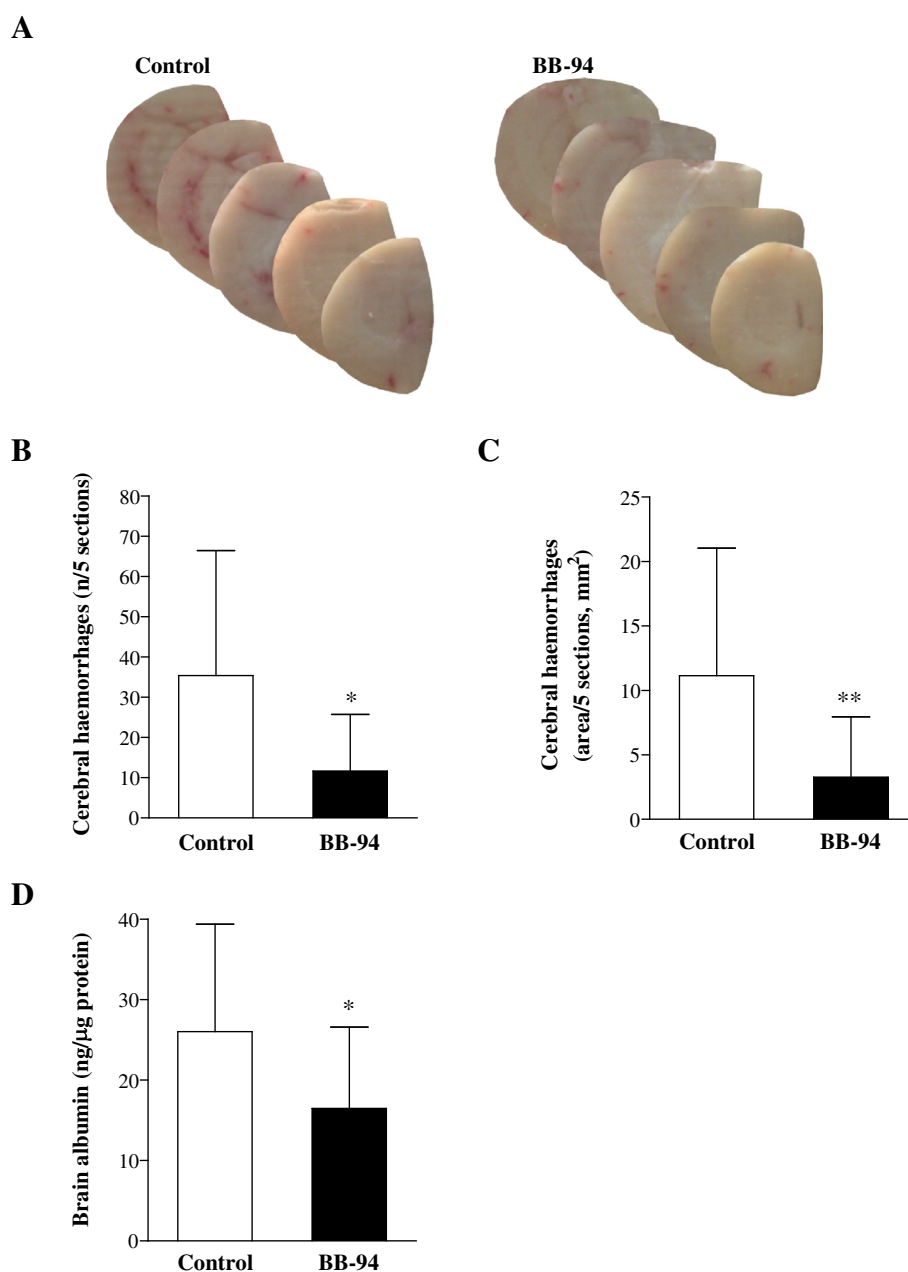 A
Control
BB-94
B
Cerebral haemorrhages (n/5 sections)
80
70
60
50
40
30
20
10
0
*
Control
BB-94
C
Cerebral haemorrhages
(area/5 sections, mm²)
25
20
15
10
5
0
**
Control
BB-94
D
Brain albumin (ng/µg protein)
40
30
20
10
0
*
Control
BB-94